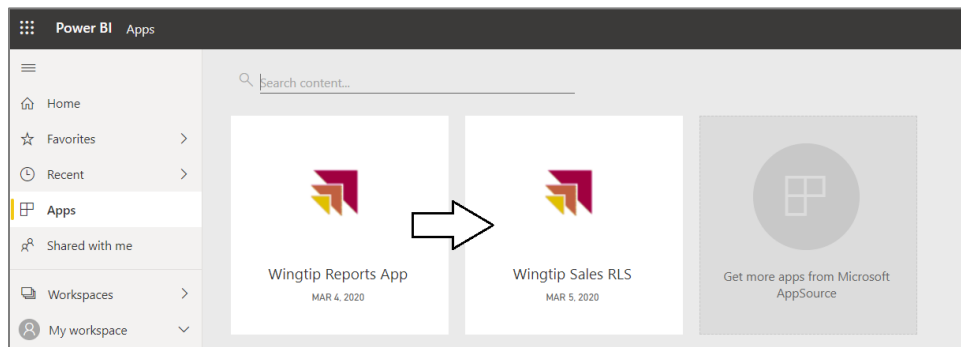 Power BI Apps
Search content...
Home
Favorites
Recent
Apps
Shared with me
Workspaces
My workspace
Wingtip Reports App
MAR 4, 2020
Wingtip Sales RLS
MAR 5, 2020
Get more apps from Microsoft
AppSource